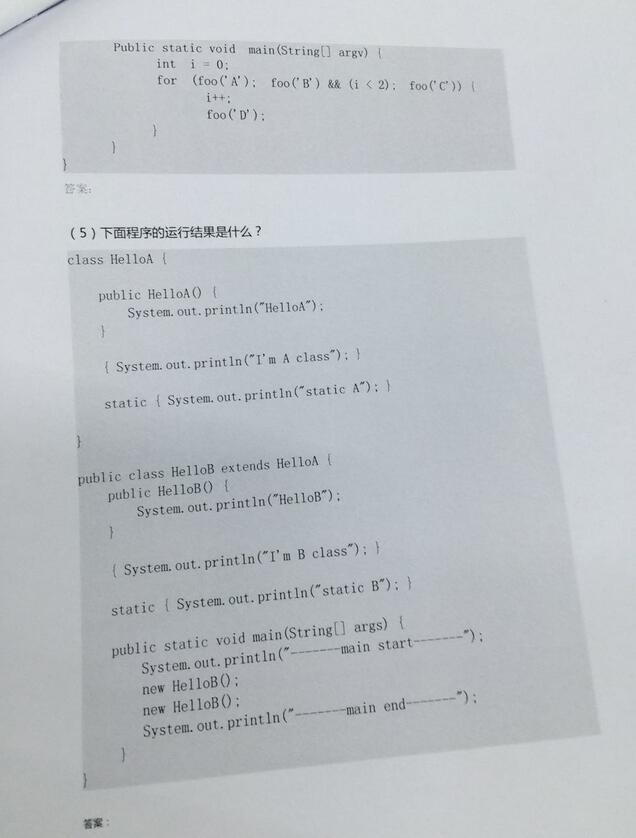 Public static void main(String[] argv) {
int i = 0;
for (foo('A'); foo('B') && (i < 2); foo('C')) {
i++;
foo('D');
}
}
}
答案:
（5）下面程序的运行结果是什么？
class HelloA {
public HelloA() {
System.out.println("HelloA");
}
{ System.out.println("I'm A class"); }
static { System.out.println("static A"); }
}
public class HelloB extends HelloA {
public HelloB() {
System.out.println("HelloB");
}
{ System.out.println("I'm B class"); }
static { System.out.println("static B"); }
public static void main(String[] args) {
System.out.println("-------main start-------");
new HelloB();
new HelloB();
System.out.println("-------main end-------");
}
}
答案：